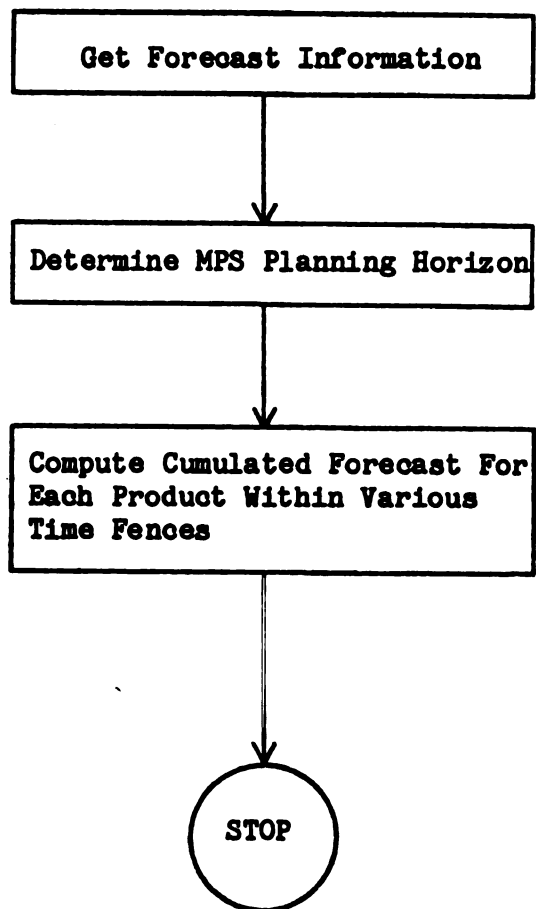 Get Forecast Information
Determine MPS Planning Horizon
Compute Cumulated Forecast For
Each Product Within Various
Time Fences
STOP